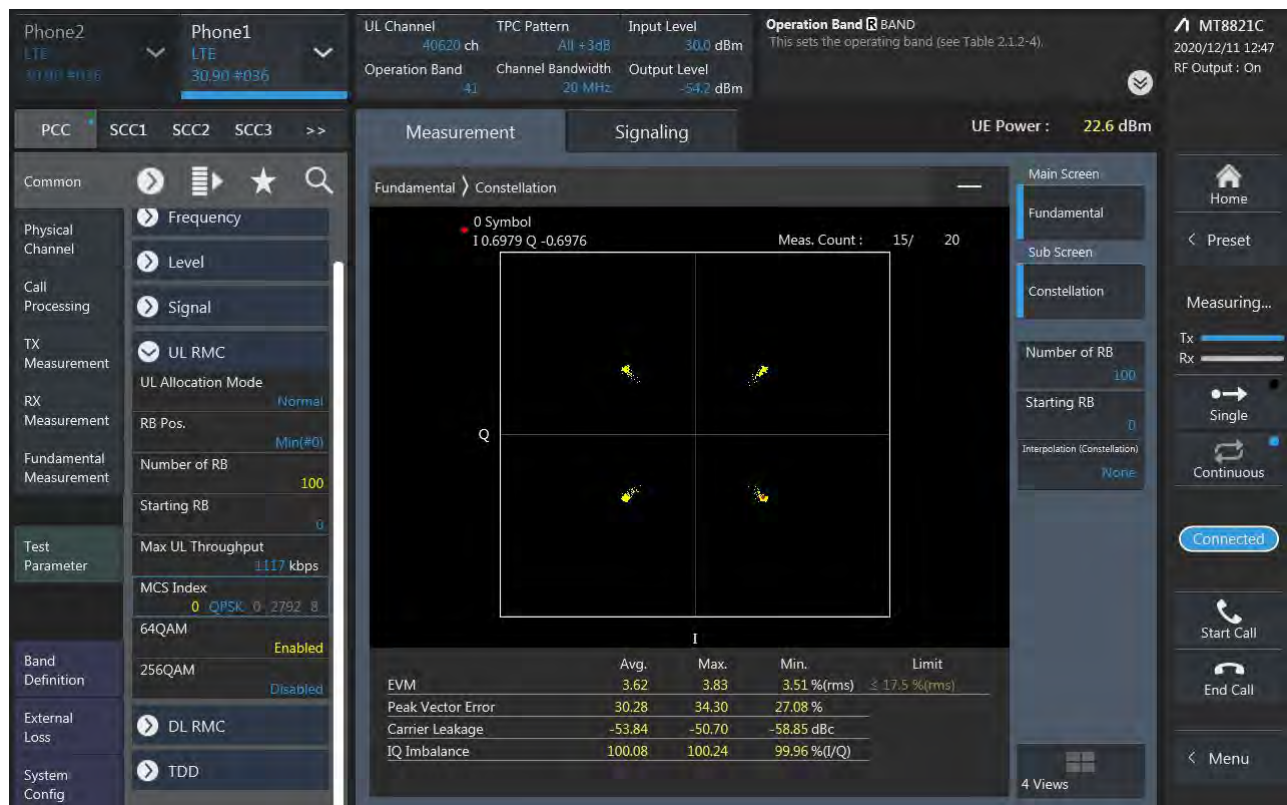 Phone2
LTE
30.90 #036
Phone1
LTE
30.90 #036
UL Channel
40620 ch
TPC Pattern
All +3dB
Input Level
30.0 dBm
Operation Band
41
Channel Bandwidth
20 MHz
Output Level
-54.2 dBm
Operation Band R BAND
This sets the operating band (see Table 2.1.2-4).
MT8821C
2020/12/11 12:47
RF Output : On
PCC SCC1 SCC2 SCC3 >>
Measurement
Signaling
UE Power : 22.6 dBm
Common
Physical
Channel
Call
Processing
TX
Measurement
RX
Measurement
Fundamental
Measurement
Test
Parameter
Band
Definition
External
Loss
System
Config
Frequency
Level
Signal
UL RMC
UL Allocation Mode
Normal
RB Pos.
Min(#0)
Number of RB
100
Starting RB
0
Max UL Throughput
1117 kbps
MCS Index
0 QPSK 0 2792 8
64QAM
Enabled
256QAM
Disabled
DL RMC
TDD
Fundamental > Constellation
0 Symbol
I 0.6979 Q -0.6976
Meas. Count : 15/ 20
Q
I
Avg. Max. Min. Limit
EVM 3.62 3.83 3.51 %(rms) ≤ 17.5 %(rms)
Peak Vector Error 30.28 34.30 27.08 %
Carrier Leakage -53.84 -50.70 -58.85 dBc
IQ Imbalance 100.08 100.24 99.96 %(I/Q)
Main Screen
Fundamental
Sub Screen
Constellation
Number of RB
100
Starting RB
0
Interpolation (Constellation)
None
4 Views
Home
< Preset
Measuring...
Tx
Rx
Single
Continuous
Connected
Start Call
End Call
< Menu